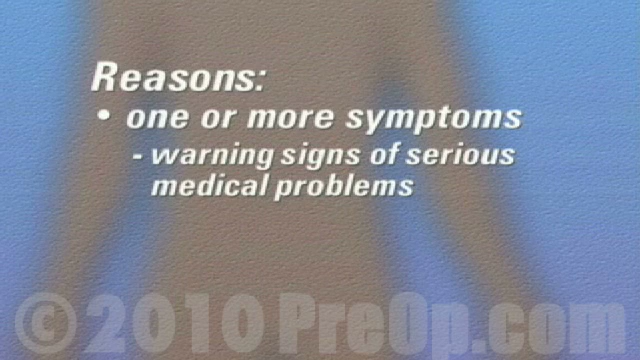 Reasons:
• one or more symptoms
- warning signs of serious
medical problems
© 2010 PreOp.com